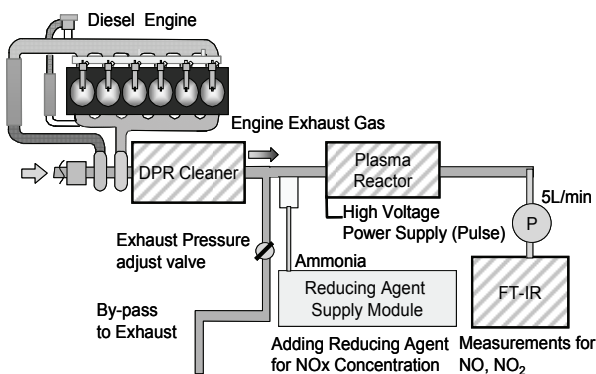 Diesel Engine
Engine Exhaust Gas
DPR Cleaner
Plasma
Reactor
5L/min
P
High Voltage
Power Supply (Pulse)
Exhaust Pressure
adjust valve
Ammonia
Reducing Agent
Supply Module
FT-IR
By-pass
to Exhaust
Adding Reducing Agent
for NOx Concentration
Measurements for
NO, NO₂